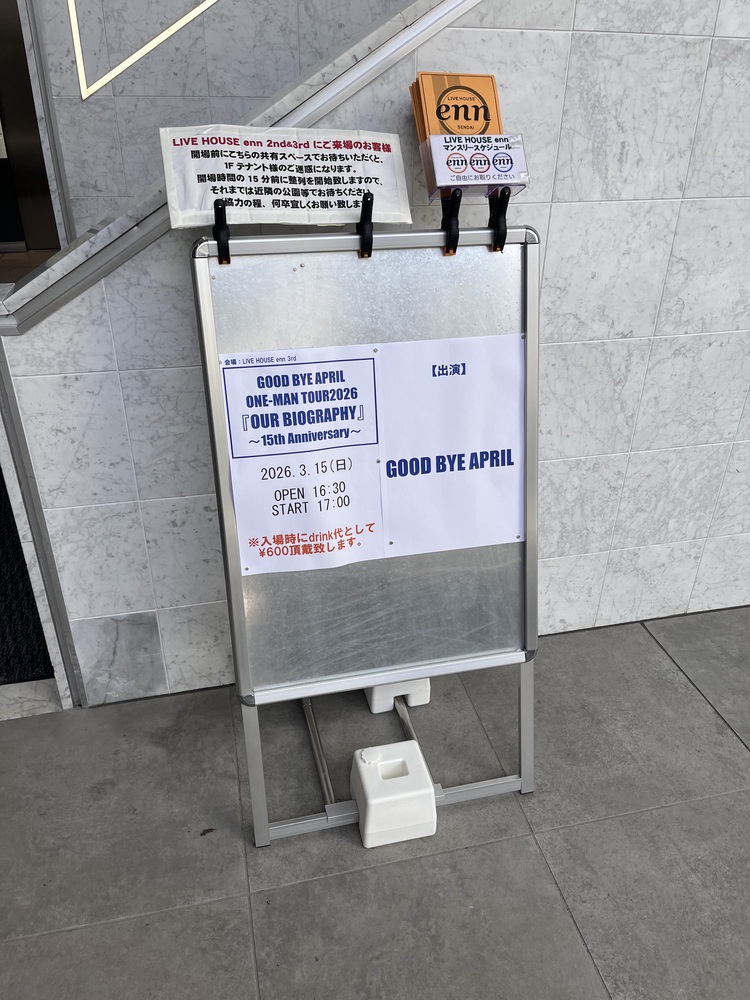 LIVE HOUSE enn 2nd&3rd にご来場のお客様
開場前にこちらの共有スペースでお待ちいただくと、
1F テナント様のご迷惑になります。
開場時間の 15 分前に整列を開始致しますので、
それまでは近隣の公園等でお待ちください
協力の程、何卒宜しくお願い致しま
LIVE HOUSE
enn
SENDAI
LIVE HOUSE enn
マンスリースケジュール
enn enn enn
ご自由にお取りください
会場：LIVE HOUSE enn 3rd
GOOD BYE APRIL
ONE-MAN TOUR2026
『OUR BIOGRAPHY』
～15th Anniversary～
2026.3.15(日)
OPEN 16:30
START 17:00
※入場時にdrink代として
¥600頂戴致します。
【出演】
GOOD BYE APRIL